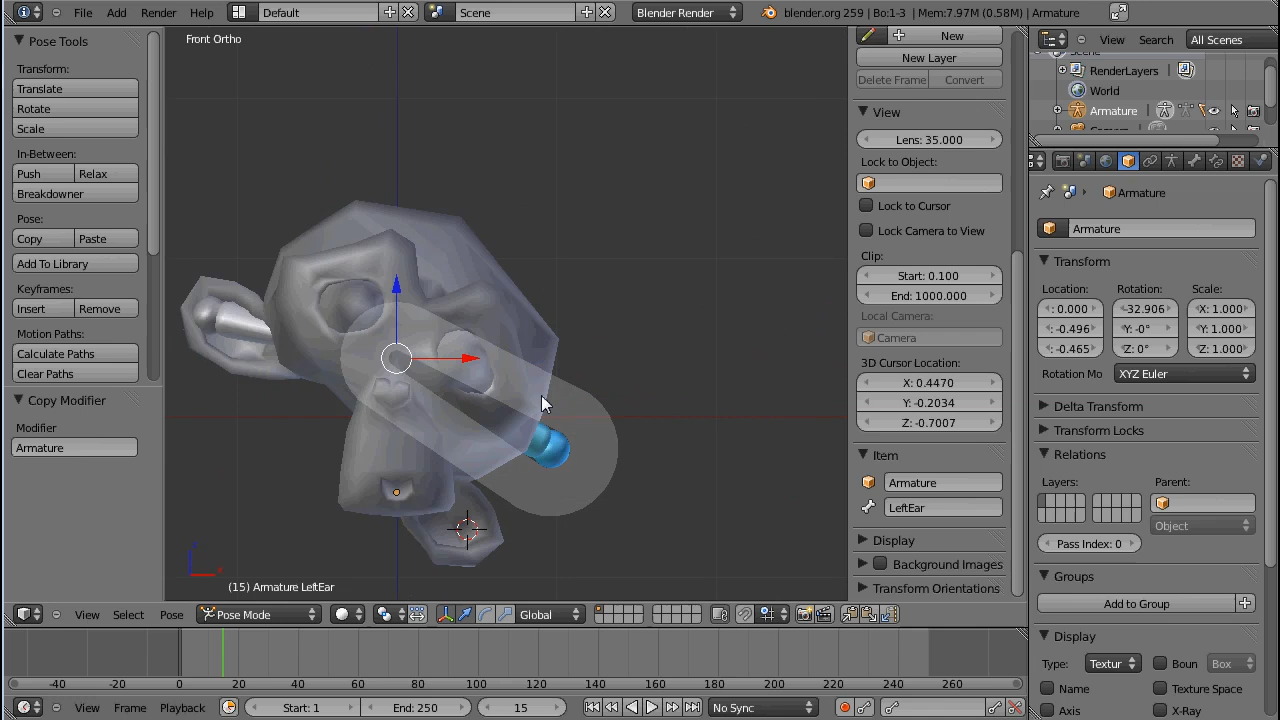 File Add Render Help Default Scene Blender Render blender.org 259 | Bo:1-3 | Mem:7.97M (0.58M) | Armature
Pose Tools
Transform:
Translate
Rotate
Scale
In-Between:
Push Relax
Breakdowner
Pose:
Copy Paste
Add To Library
Keyframes:
Insert Remove
Motion Paths:
Calculate Paths
Clear Paths
Copy Modifier
Modifier
Armature
Front Ortho
(15) Armature LeftEar
New
New Layer
Delete Frame Convert
View
Lens: 35.000
Lock to Object:
Lock to Cursor
Lock Camera to View
Clip:
Start: 0.100
End: 1000.000
Local Camera:
Camera
3D Cursor Location:
X: 0.4470
Y: -0.2034
Z: -0.7007
Item
Armature
LeftEar
Display
Background Images
Transform Orientations
View Search All Scenes
Scene
RenderLayers
World
Armature
Camera
Armature
Armature
Transform
Location: Rotation: Scale:
: 0.000 -32.906 X: 1.000
: -0.496 Y: -0° Y: 1.000
: -0.465 Z: 0° Z: 1.000
Rotation Mo XYZ Euler
Delta Transform
Transform Locks
Relations
Layers: Parent:
Object
Pass Index: 0
Groups
Add to Group
Display
Type: Textur Boun Box
Name Texture Space
Axis X-Ray
View Select Pose Pose Mode Global
-40 -20 0 20 40 60 80 100 120 140 160 180 200 220 240 260
View Frame Playback Start: 1 End: 250 15 No Sync